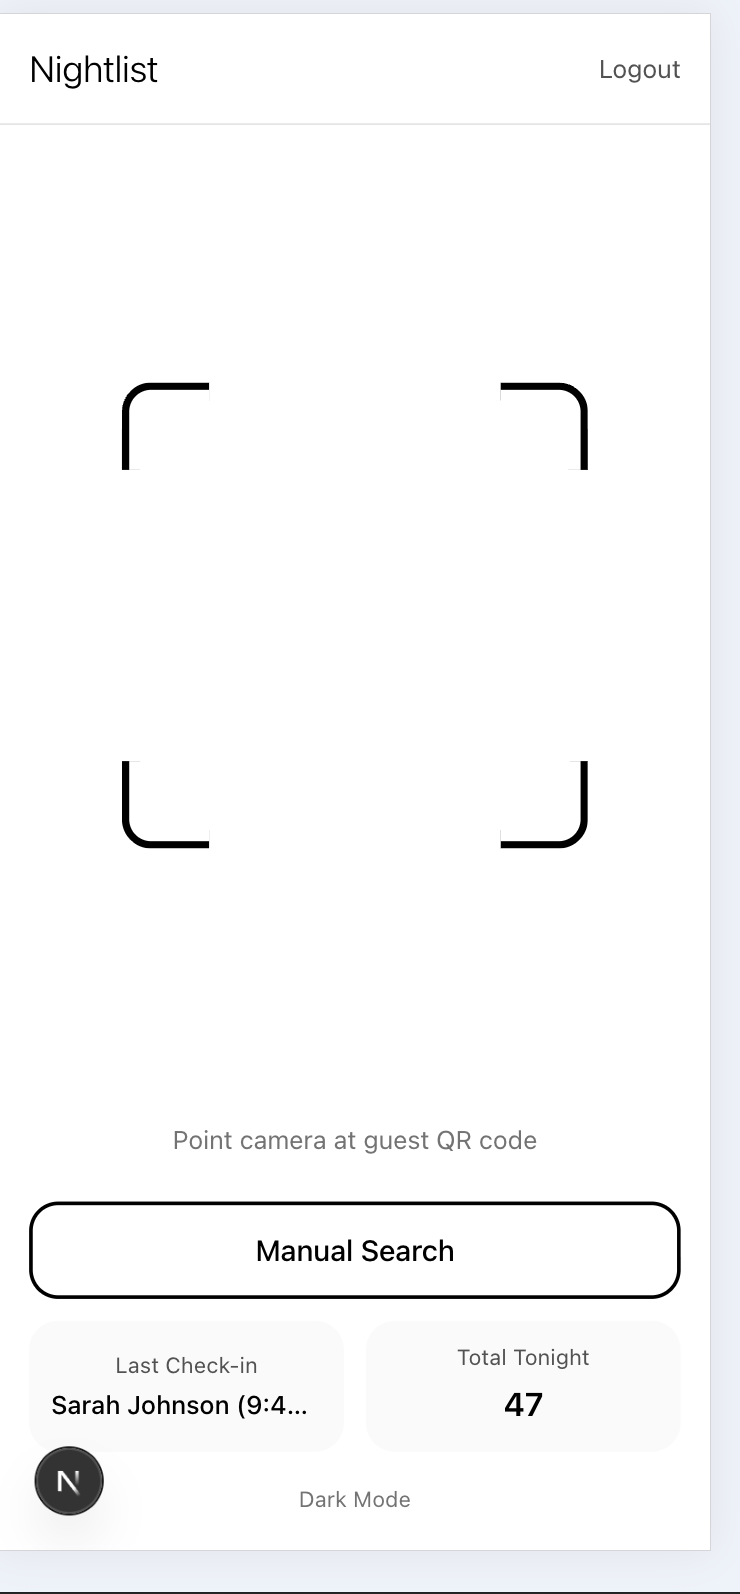 Nightlist
Logout
Point camera at guest QR code
Manual Search
Last Check-in
Sarah Johnson (9:4...
Total Tonight
47
N
Dark Mode